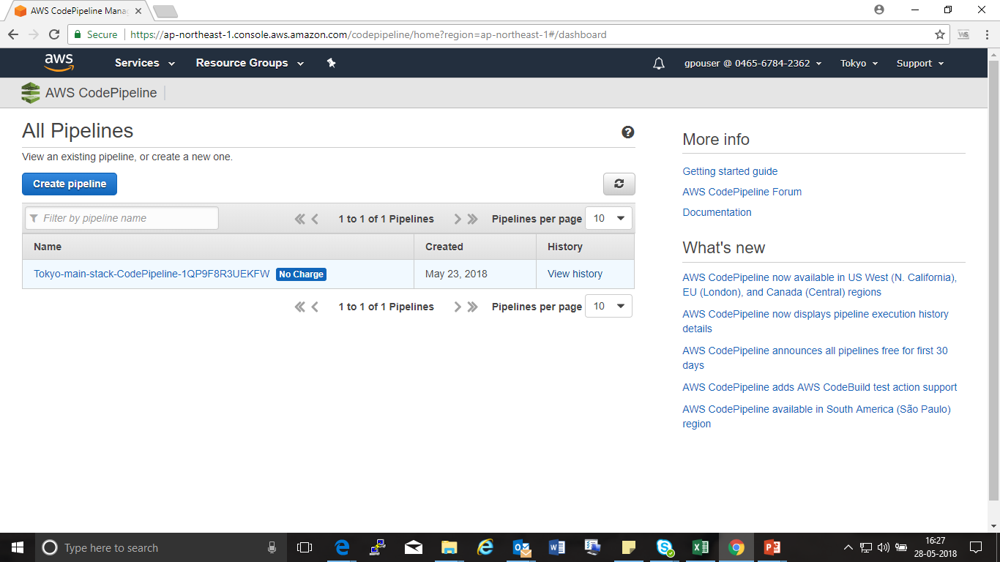 AWS CodePipeline Mana
Secure
https://ap-northeast-1.console.aws.amazon.com/codepipeline/home?region=ap-northeast-1#/dashboard
WS
aws Services Resource Groups gpouser @ 0465-6784-2362 Tokyo Support
AWS CodePipeline
All Pipelines
View an existing pipeline, or create a new one.
Create pipeline
Filter by pipeline name 1 to 1 of 1 Pipelines Pipelines per page 10
Name Created History
Tokyo-main-stack-CodePipeline-1QP9F8R3UEKFW No Charge May 23, 2018 View history
1 to 1 of 1 Pipelines Pipelines per page 10
More info
Getting started guide
AWS CodePipeline Forum
Documentation
What's new
AWS CodePipeline now available in US West (N. California),
EU (London), and Canada (Central) regions
AWS CodePipeline now displays pipeline execution history
details
AWS CodePipeline announces all pipelines free for first 30
days
AWS CodePipeline adds AWS CodeBuild test action support
AWS CodePipeline available in South America (São Paulo)
region
Type here to search
16:27
28-05-2018